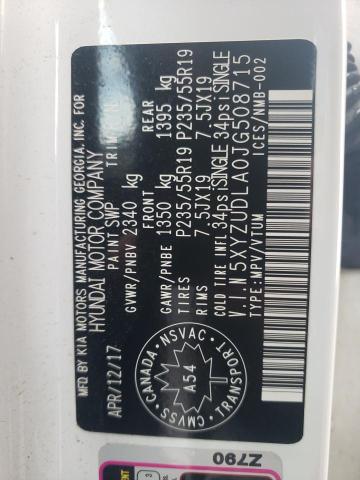 MFD BY KIA MOTORS MANUFACTURING GEORGIA, INC. FOR
HYUNDAI MOTOR COMPANY
APR/12/17 PAINT SWP TRIM
GVWR/PNBV 2340 kg
FRONT REAR
GAWR/PNBE 1350 kg 1395 kg
TIRES P235/55R19 P235/55R19
RIMS 7.5JX19 7.5JX19
COLD TIRE INFL 34psiSINGLE 34psiSINGLE
V.I.N 5XYZUDLA0JG508715
TYPE:MPV/VTUM ICES/NMB-002
CANADA · NSVAC · TRANSPORT · CMVSS
A54
Z790